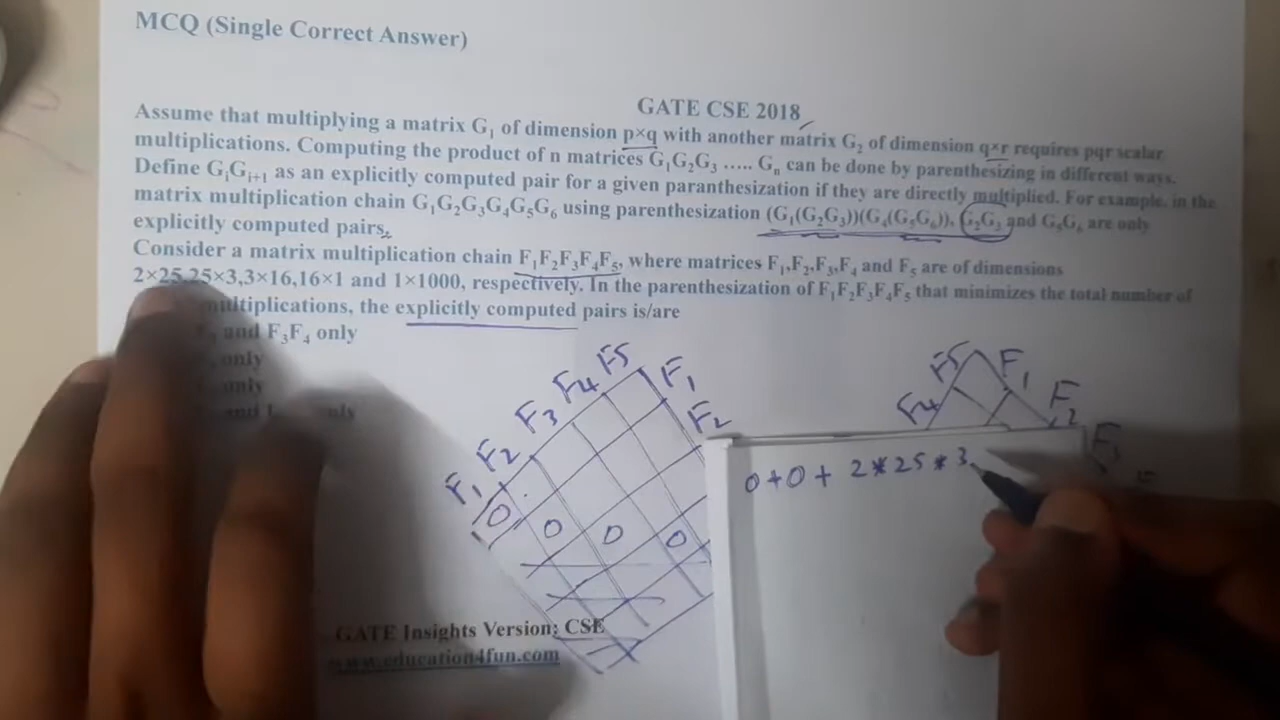 MCQ (Single Correct Answer)
GATE CSE 2018
Assume that multiplying a matrix G₁ of dimension p×q with another matrix G₂ of dimension q×r requires pqr scalar
multiplications. Computing the product of n matrices G₁G₂G₃ ..... Gₙ can be done by parenthesizing in different ways.
Define GᵢGᵢ₊₁ as an explicitly computed pair for a given paranthesization if they are directly multiplied. For example, in the
matrix multiplication chain G₁G₂G₃G₄G₅G₆ using parenthesization (G₁(G₂G₃))(G₄(G₅G₆)), G₂G₃ and G₅G₆ are only
explicitly computed pairs.
Consider a matrix multiplication chain F₁F₂F₃F₄F₅, where matrices F₁,F₂,F₃,F₄ and F₅ are of dimensions
2×25,25×3,3×16,16×1 and 1×1000, respectively. In the parenthesization of F₁F₂F₃F₄F₅ that minimizes the total number of
multiplications, the explicitly computed pairs is/are
and F₃F₄ only
only
only
and only
F₁ F₂ F₃ F₄ F5 F₁ F₂
F4 F5 F₁ F₂ F₃
0+0+ 2*25*3
0 0 0 0
GATE Insights Version: CSE
www.education4fun.com